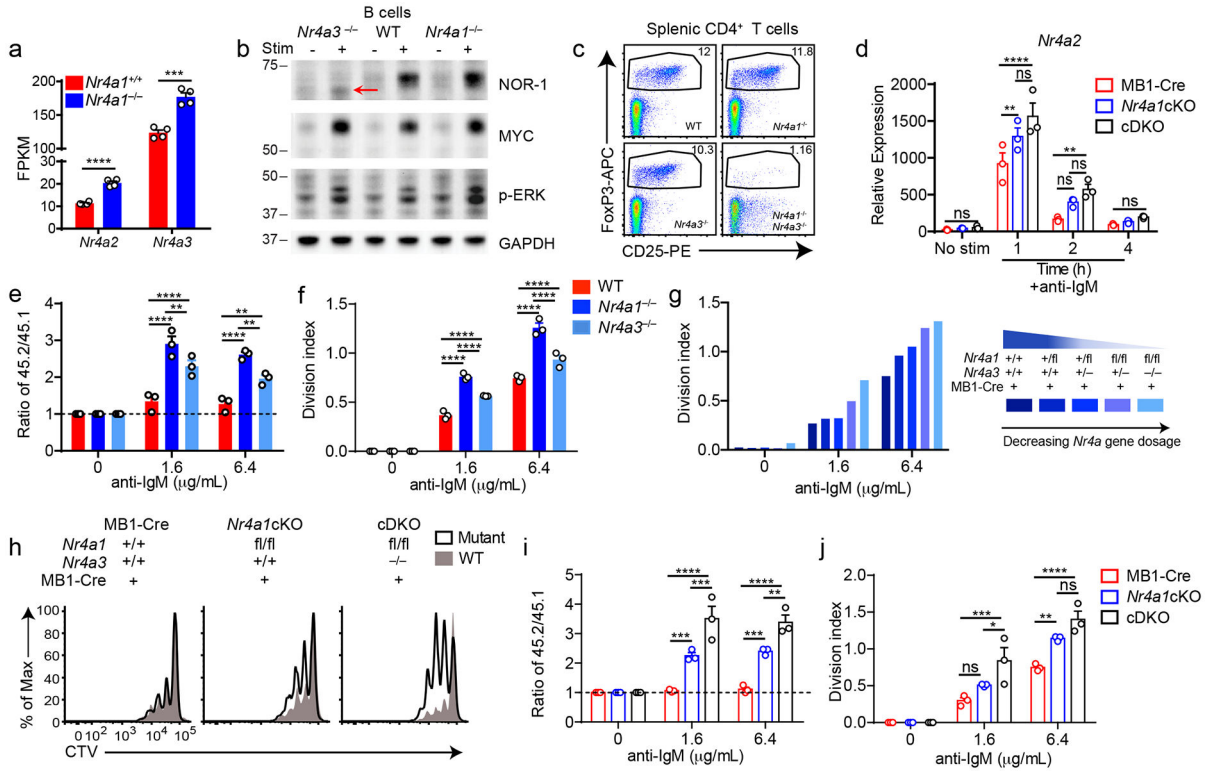 a
FPKM
200
150
100
50
30
20
10
0
Nr4a1+/+
Nr4a1−/−
****
***
Nr4a2
Nr4a3
b
B cells
Nr4a3 −/− WT Nr4a1−/−
Stim - + - + - +
75
50
50
37
37
NOR-1
MYC
p-ERK
GAPDH
c
Splenic CD4+ T cells
12
WT
11.8
Nr4a1-/-
10.3
Nr4a3-/-
1.16
Nr4a1-/-
Nr4a3-/-
FoxP3-APC
CD25-PE
d
Nr4a2
Relative Expression
2000
1500
1000
500
0
ns
****
ns
**
**
ns
ns
ns
MB1-Cre
Nr4a1cKO
cDKO
No stim 1 2 4
Time (h)
+anti-IgM
e
Ratio of 45.2/45.1
4
3
2
1
0
****
**
****
**
**
****
0 1.6 6.4
anti-IgM (μg/mL)
f
Division index
1.5
1.0
0.5
0.0
****
****
****
****
****
****
0 1.6 6.4
anti-IgM (μg/mL)
WT
Nr4a1−/−
Nr4a3−/−
g
Division index
1.5
1.0
0.5
0.0
0 1.6 6.4
anti-IgM (μg/mL)
Nr4a1 +/+ +/fl +/fl fl/fl fl/fl
Nr4a3 +/+ +/+ +/− +/− −/−
MB1-Cre + + + + +
Decreasing Nr4a gene dosage
h
MB1-Cre Nr4a1cKO cDKO
Nr4a1 +/+ fl/fl fl/fl
Nr4a3 +/+ +/+ −/−
MB1-Cre + + +
Mutant
WT
% of Max
100
80
60
40
20
0
0 10² 10³ 10⁴ 10⁵
CTV
i
Ratio of 45.2/45.1
5
4
3
2
1
0
****
***
***
****
**
***
0 1.6 6.4
anti-IgM (μg/mL)
j
Division index
2.0
1.5
1.0
0.5
0.0
***
*
ns
****
ns
**
0 1.6 6.4
anti-IgM (μg/mL)
MB1-Cre
Nr4a1cKO
cDKO